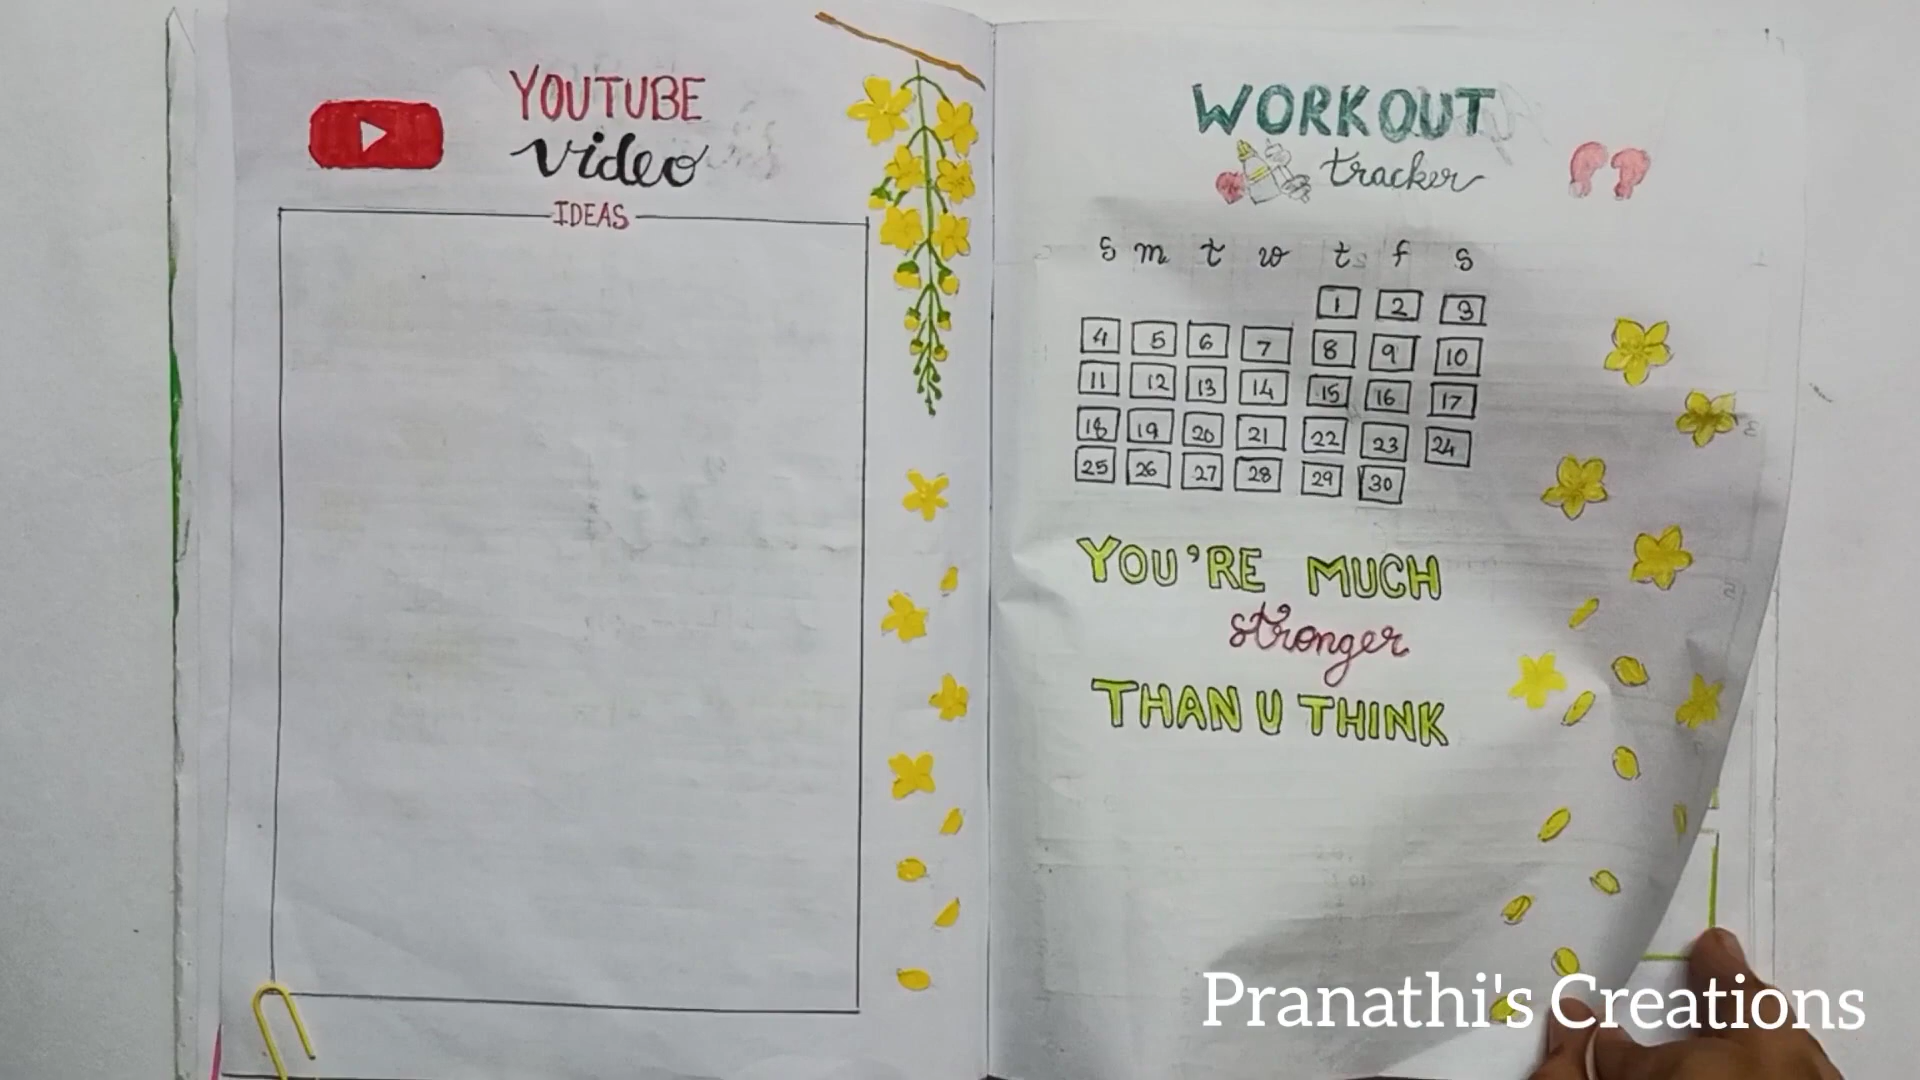 YOUTUBE
video
IDEAS
WORKOUT
tracker
s m t w t f s
1 2 3
4 5 6 7 8 9 10
11 12 13 14 15 16 17
18 19 20 21 22 23 24
25 26 27 28 29 30
YOU'RE MUCH
stronger
THAN U THINK
Pranathi's Creations